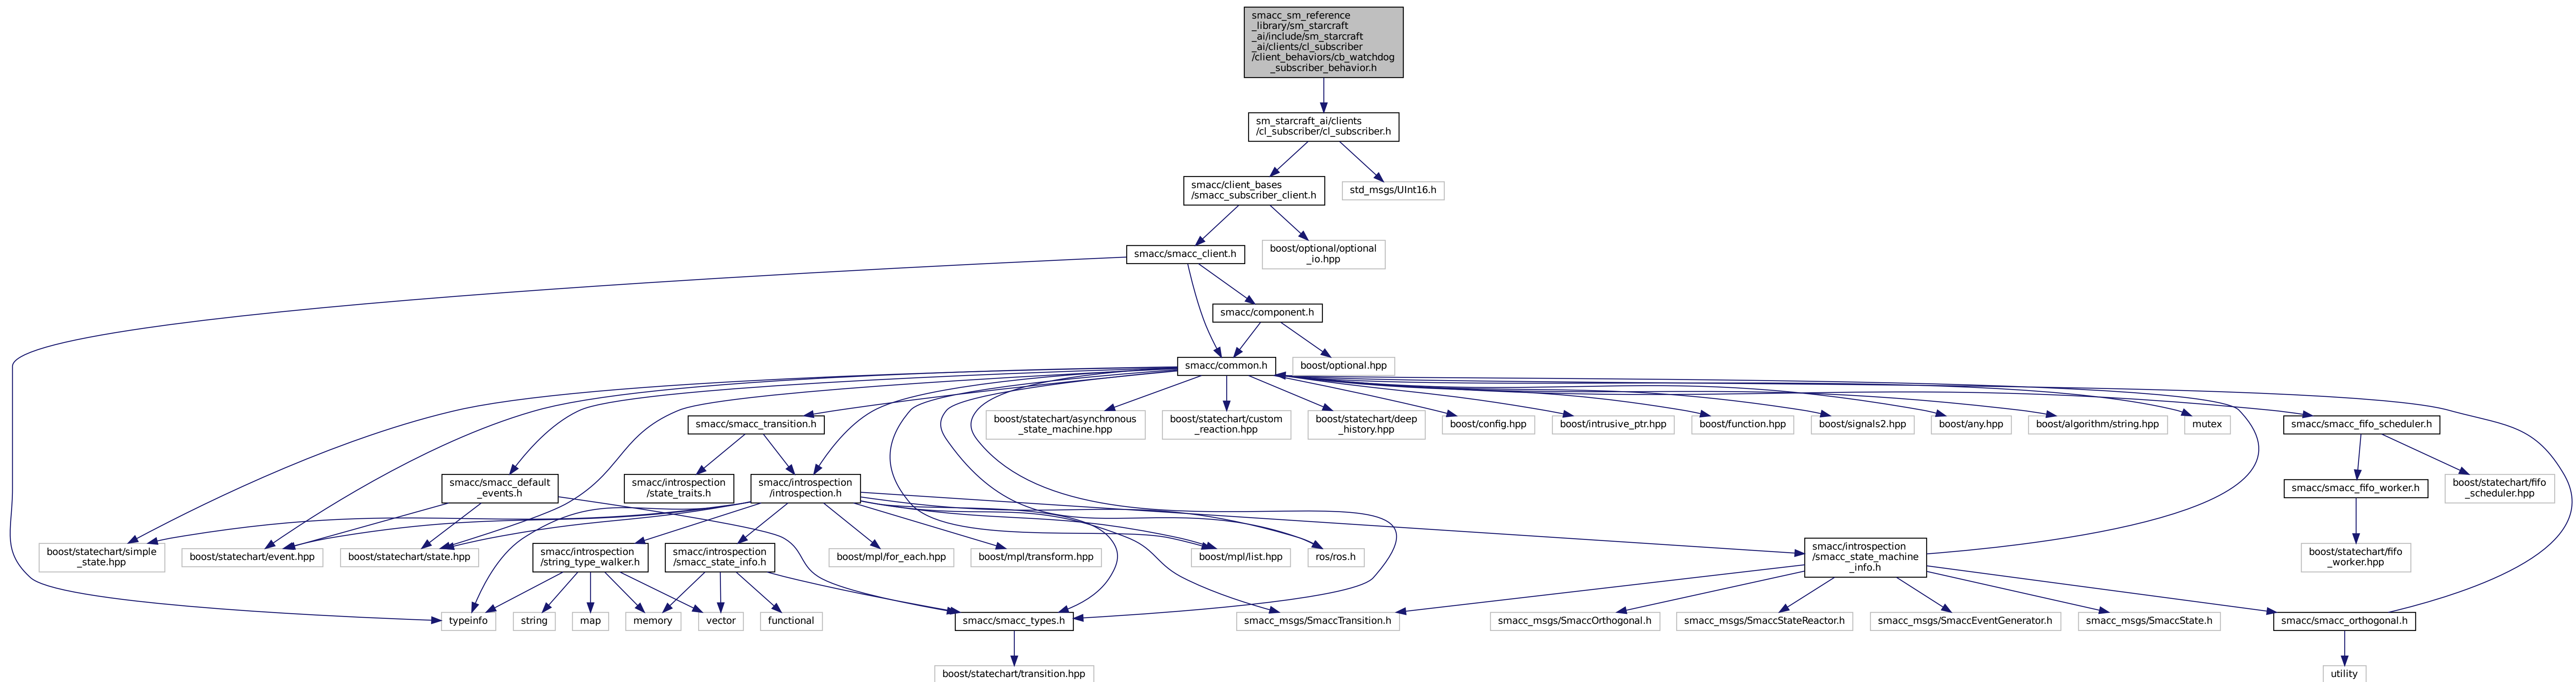 smacc_sm_reference
_library/sm_starcraft
_ai/include/sm_starcraft
_ai/clients/cl_subscriber
/client_behaviors/cb_watchdog
_subscriber_behavior.h
sm_starcraft_ai/clients
/cl_subscriber/cl_subscriber.h
smacc/client_bases
/smacc_subscriber_client.h
std_msgs/UInt16.h
smacc/smacc_client.h
boost/optional/optional
_io.hpp
smacc/component.h
smacc/common.h
boost/optional.hpp
smacc/smacc_transition.h
boost/statechart/asynchronous
_state_machine.hpp
boost/statechart/custom
_reaction.hpp
boost/statechart/deep
_history.hpp
boost/config.hpp
boost/intrusive_ptr.hpp
boost/function.hpp
boost/signals2.hpp
boost/any.hpp
boost/algorithm/string.hpp
mutex
smacc/smacc_fifo_scheduler.h
smacc/smacc_default
_events.h
smacc/introspection
/state_traits.h
smacc/introspection
/introspection.h
smacc/smacc_fifo_worker.h
boost/statechart/fifo
_scheduler.hpp
boost/statechart/simple
_state.hpp
boost/statechart/event.hpp
boost/statechart/state.hpp
smacc/introspection
/string_type_walker.h
smacc/introspection
/smacc_state_info.h
boost/mpl/for_each.hpp
boost/mpl/transform.hpp
boost/mpl/list.hpp
ros/ros.h
smacc/introspection
/smacc_state_machine
_info.h
boost/statechart/fifo
_worker.hpp
typeinfo
string
map
memory
vector
functional
smacc/smacc_types.h
smacc_msgs/SmaccTransition.h
smacc_msgs/SmaccOrthogonal.h
smacc_msgs/SmaccStateReactor.h
smacc_msgs/SmaccEventGenerator.h
smacc_msgs/SmaccState.h
smacc/smacc_orthogonal.h
boost/statechart/transition.hpp
utility